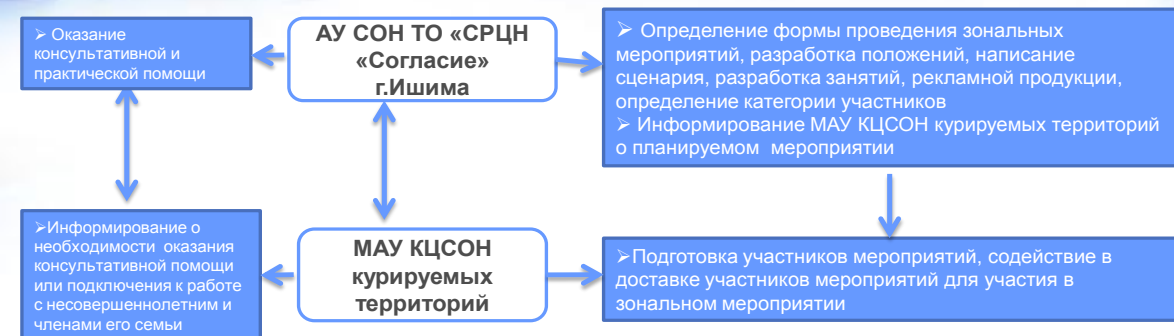 ➢ Оказание
консультативной и
практической помощи
АУ СОН ТО «СРЦН
«Согласие»
г.Ишима
➢ Определение формы проведения зональных
мероприятий, разработка положений, написание
сценария, разработка занятий, рекламной продукции,
определение категории участников
➢ Информирование МАУ КЦСОН курируемых территорий
о планируемом мероприятии
➢Информирование о
необходимости оказания
консультативной помощи
или подключения к работе
с несовершеннолетним и
членами его семьи
МАУ КЦСОН
курируемых
территорий
➢Подготовка участников мероприятий, содействие в
доставке участников мероприятий для участия в
зональном мероприятии